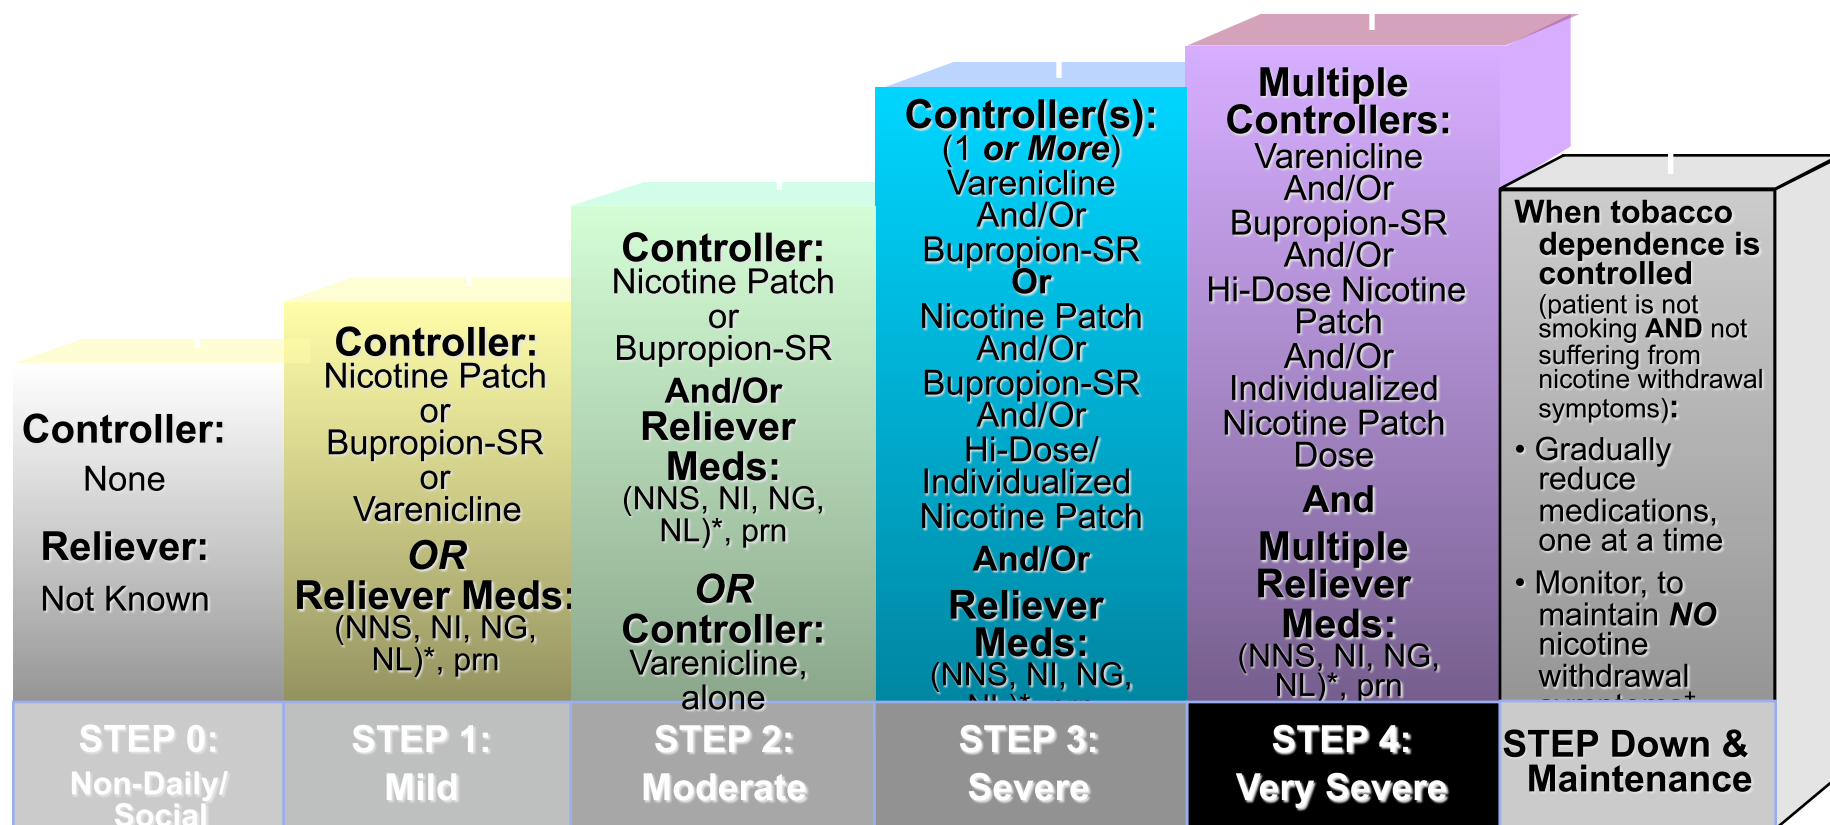 Controller:
None
Reliever:
Not Known
STEP 0:
Non-Daily/
Social
Controller:
Nicotine Patch
or
Bupropion-SR
or
Varenicline
OR
Reliever Meds:
(NNS, NI, NG,
NL)*, prn
STEP 1:
Mild
Controller:
Nicotine Patch
or
Bupropion-SR
And/Or
Reliever
Meds:
(NNS, NI, NG,
NL)*, prn
OR
Controller:
Varenicline,
alone
STEP 2:
Moderate
Controller(s):
(1 or More)
Varenicline
And/Or
Bupropion-SR
Or
Nicotine Patch
And/Or
Bupropion-SR
And/Or
Hi-Dose/
Individualized
Nicotine Patch
And/Or
Reliever
Meds:
(NNS, NI, NG,
NL)*, prn
STEP 3:
Severe
Multiple
Controllers:
Varenicline
And/Or
Bupropion-SR
And/Or
Hi-Dose Nicotine
Patch
And/Or
Individualized
Nicotine Patch
Dose
And
Multiple
Reliever
Meds:
(NNS, NI, NG,
NL)*, prn
STEP 4:
Very Severe
When tobacco
dependence is
controlled
(patient is not
smoking AND not
suffering from
nicotine withdrawal
symptoms):
• Gradually
reduce
medications,
one at a time
• Monitor, to
maintain NO
nicotine
withdrawal
symptoms‡
STEP Down &
Maintenance